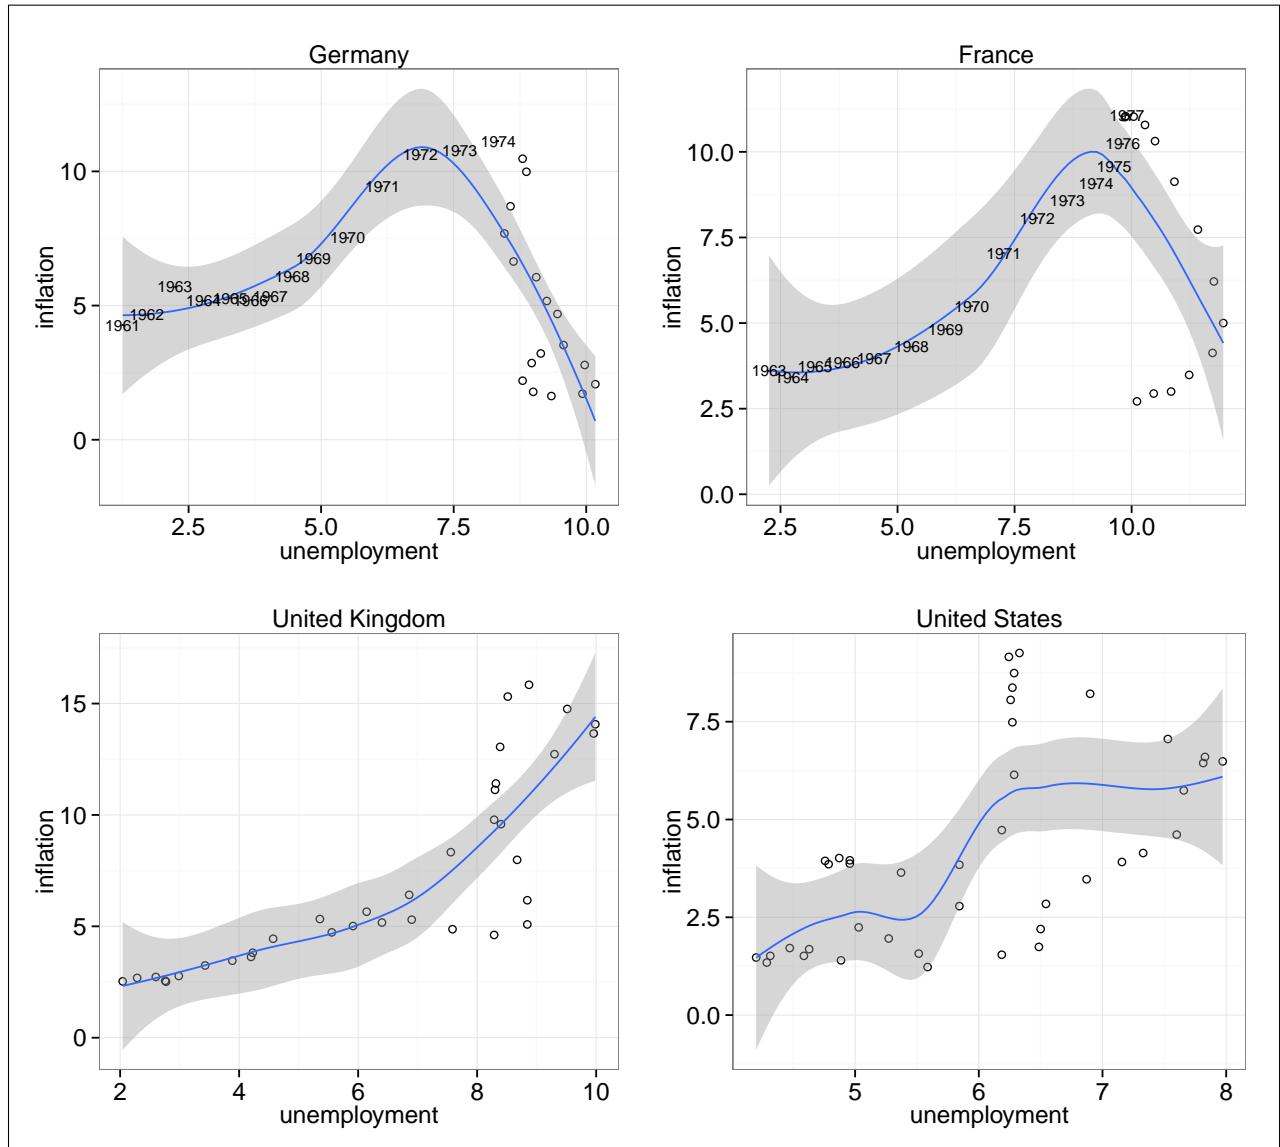 Germany
inflation
10
5
0
1961
1962
1963
1964
1965
1966
1967
1968
1969
1970
1971
1972
1973
1974
2.5 5.0 7.5 10.0
unemployment
France
inflation
10.0
7.5
5.0
2.5
0.0
1963
1964
1965
1966
1967
1968
1969
1970
1971
1972
1973
1974
1975
1976
1977
2.5 5.0 7.5 10.0
unemployment
United Kingdom
inflation
15
10
5
0
2 4 6 8 10
unemployment
United States
inflation
7.5
5.0
2.5
0.0
5 6 7 8
unemployment